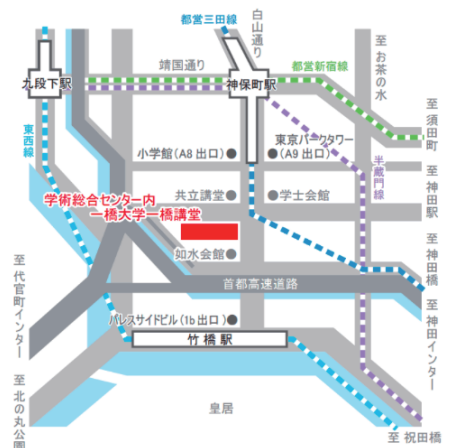 都営三田線
白山通り
至 お茶の水
靖国通り
都営新宿線
九段下駅
神保町駅
至 須田町
東西線
小学館（A8 出口）
東京パークタワー
（A9 出口）
半蔵門線
至 神田駅
共立講堂
学士会館
学術総合センター内
一橋大学一橋講堂
如水会館
至 神田橋
首都高速道路
至 代官町インター
至 神田インター
パレスサイドビル（1b 出口）
竹橋駅
至 北の丸公園
皇居
至 祝田橋